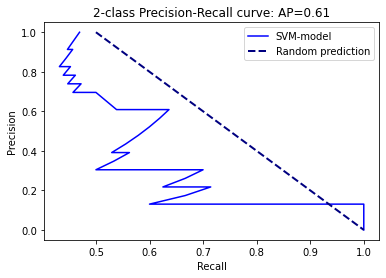 2-class Precision-Recall curve: AP=0.61
SVM-model
Random prediction
Precision
1.0
0.8
0.6
0.4
0.2
0.0
0.5
0.6
0.7
0.8
0.9
1.0
Recall